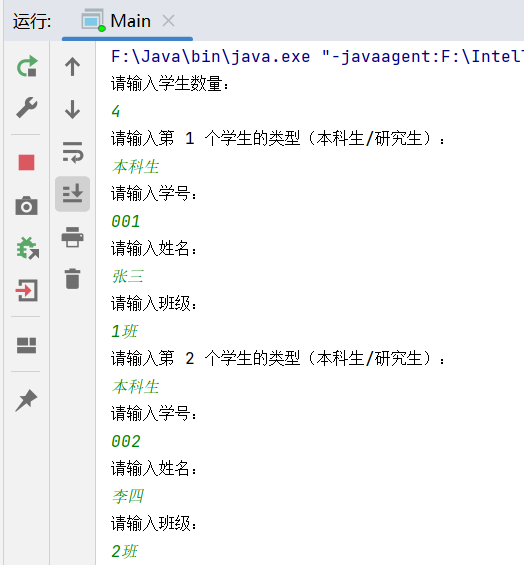 运行: Main
F:\Java\bin\java.exe "-javaagent:F:\Intel
请输入学生数量:
4
请输入第 1 个学生的类型（本科生/研究生）:
本科生
请输入学号:
001
请输入姓名:
张三
请输入班级:
1班
请输入第 2 个学生的类型（本科生/研究生）:
本科生
请输入学号:
002
请输入姓名:
李四
请输入班级:
2班